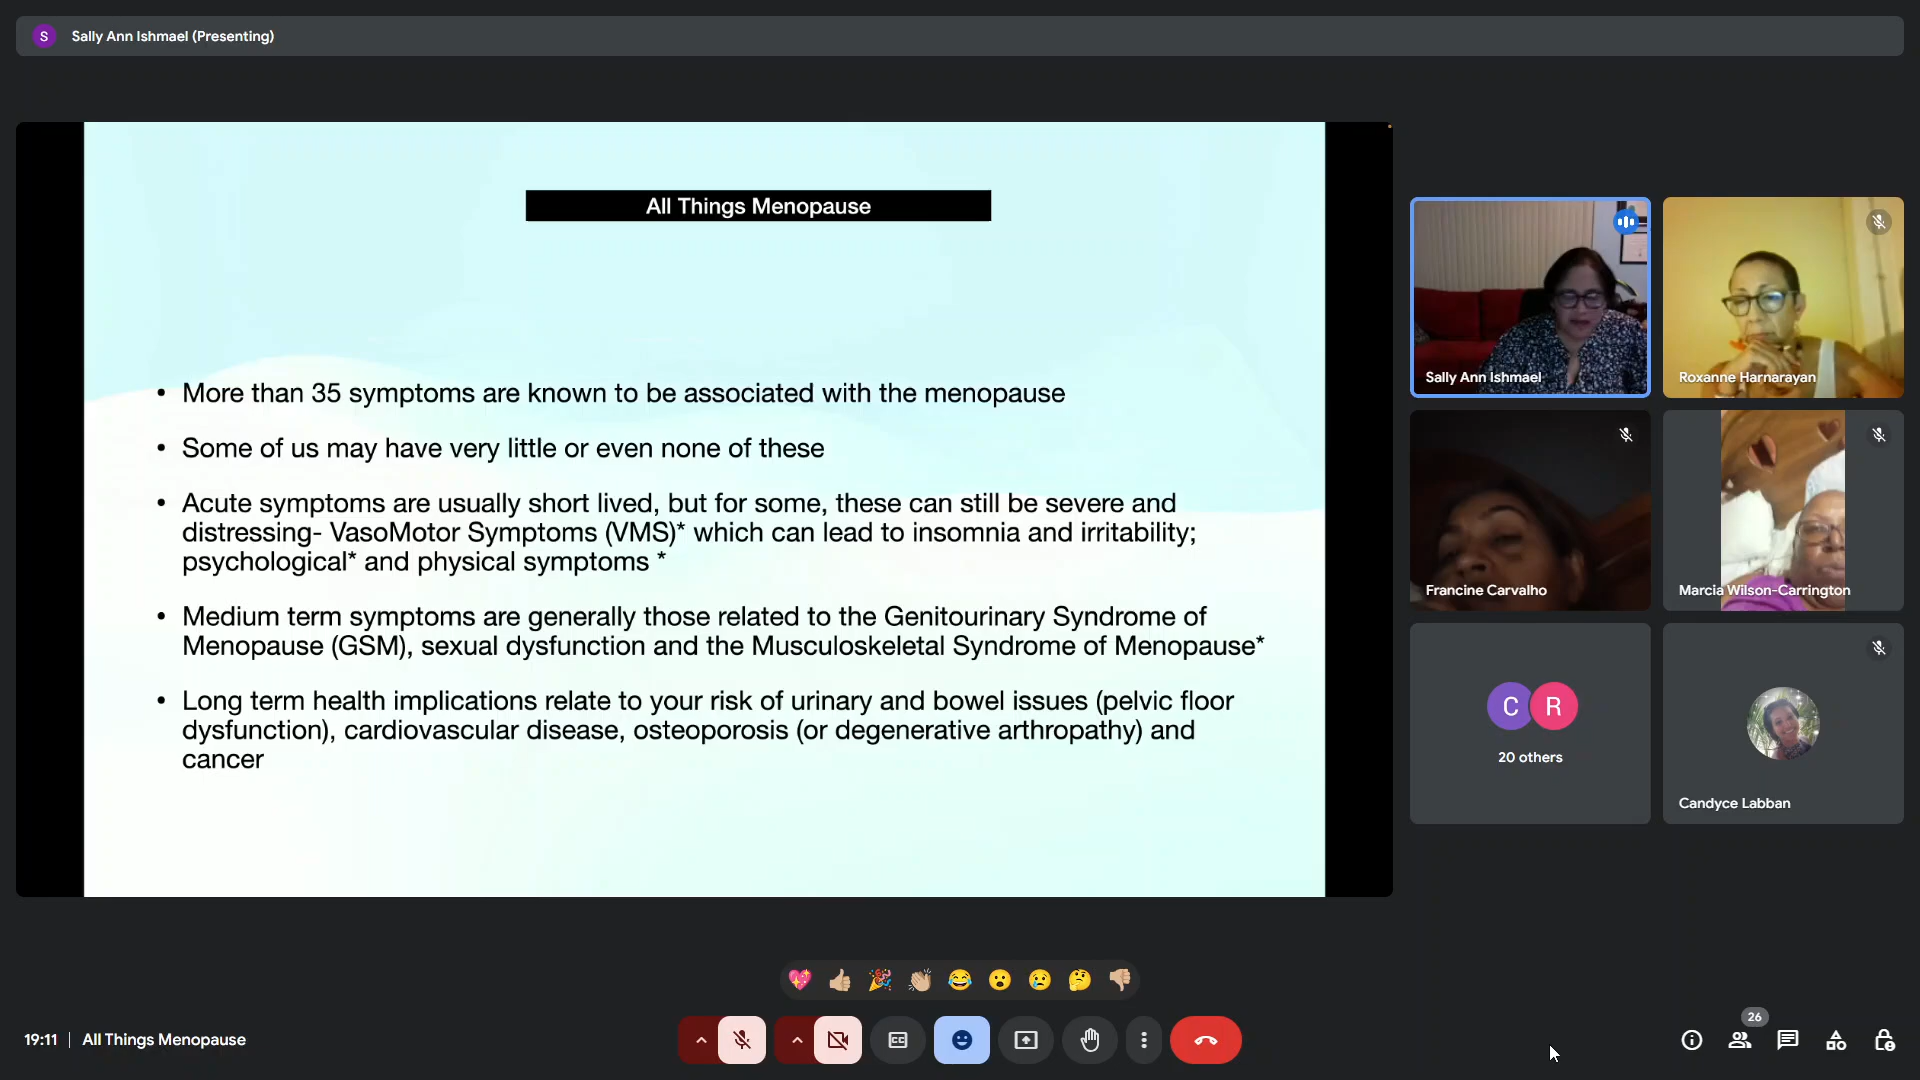 S Sally Ann Ishmael (Presenting)
All Things Menopause
• More than 35 symptoms are known to be associated with the menopause
• Some of us may have very little or even none of these
• Acute symptoms are usually short lived, but for some, these can still be severe and
distressing- VasoMotor Symptoms (VMS)* which can lead to insomnia and irritability;
psychological* and physical symptoms *
• Medium term symptoms are generally those related to the Genitourinary Syndrome of
Menopause (GSM), sexual dysfunction and the Musculoskeletal Syndrome of Menopause*
• Long term health implications relate to your risk of urinary and bowel issues (pelvic floor
dysfunction), cardiovascular disease, osteoporosis (or degenerative arthropathy) and
cancer
Sally Ann Ishmael
Roxanne Harnarayan
Francine Carvalho
Marcia Wilson-Carrington
C R
20 others
Candyce Labban
19:11 | All Things Menopause
CC
26